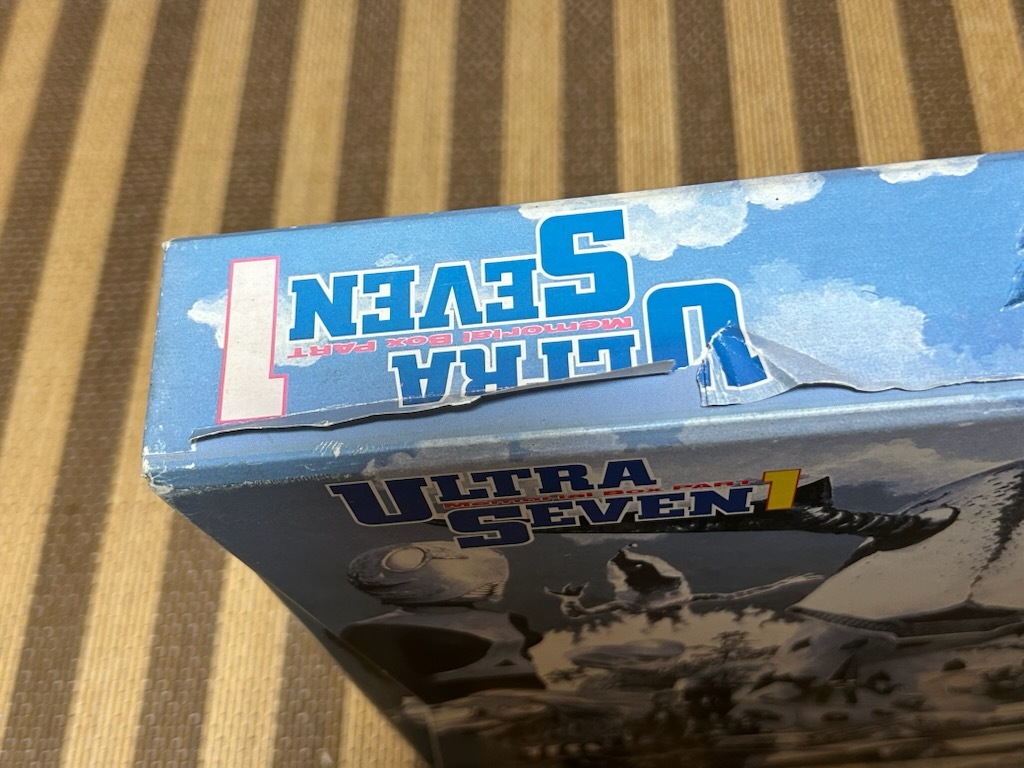 ULTRA
Memorial Box PART
SEVEN
1
ULTRA
Memorial Box PART
SEVEN 1